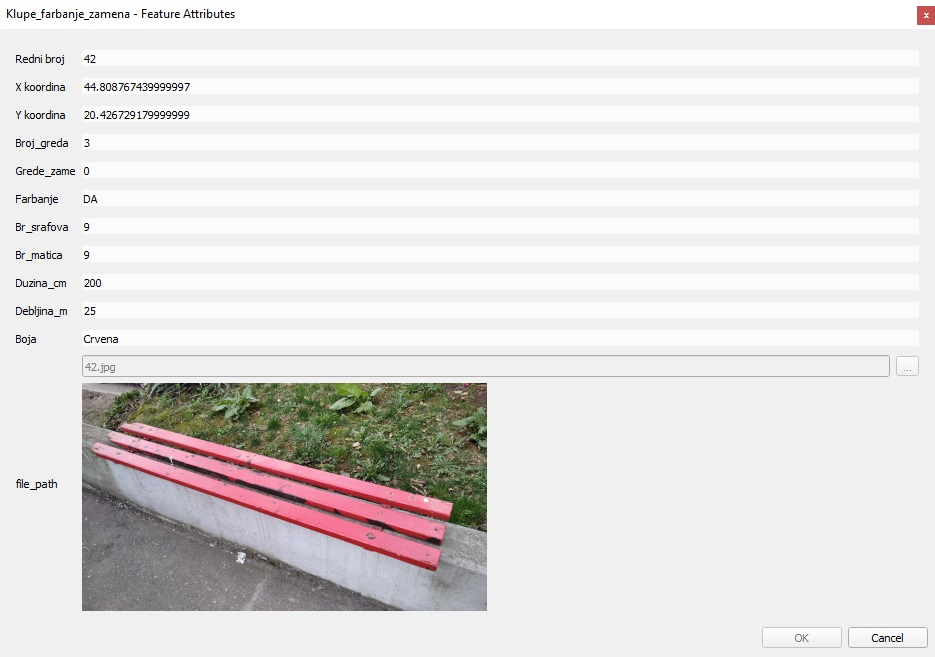 Klupe_farbanje_zamena - Feature Attributes
x
Redni broj 42
X koordina 44.808767439999997
Y koordina 20.426729179999999
Broj_greda 3
Grede_zame 0
Farbanje DA
Br_srafova 9
Br_matica 9
Duzina_cm 200
Debljina_m 25
Boja Crvena
42.jpg ...
file_path
OK Cancel